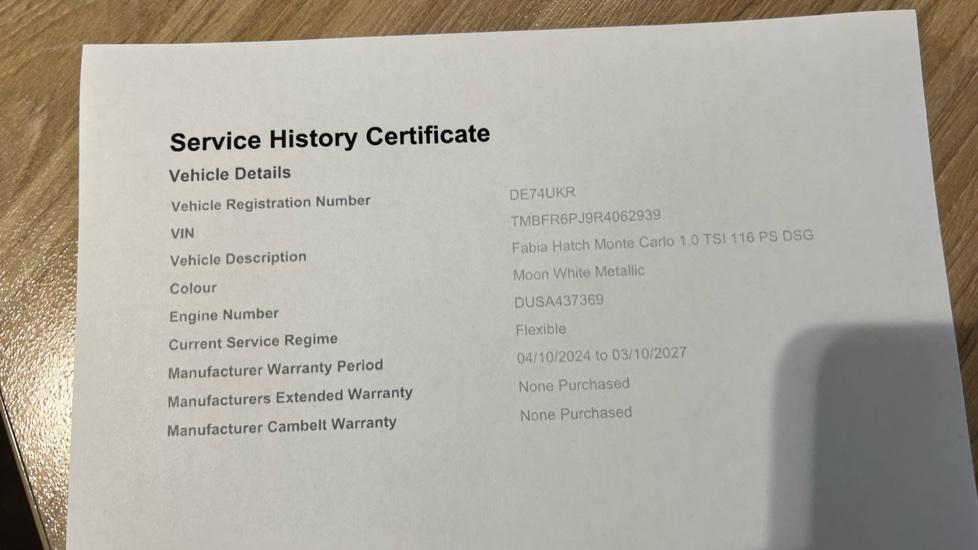 Service History Certificate
Vehicle Details
Vehicle Registration Number DE74UKR
VIN TMBFR6PJ9R4062939
Vehicle Description Fabia Hatch Monte Carlo 1.0 TSI 116 PS DSG
Colour Moon White Metallic
Engine Number DUSA437369
Current Service Regime Flexible
Manufacturer Warranty Period 04/10/2024 to 03/10/2027
Manufacturers Extended Warranty None Purchased
Manufacturer Cambelt Warranty None Purchased